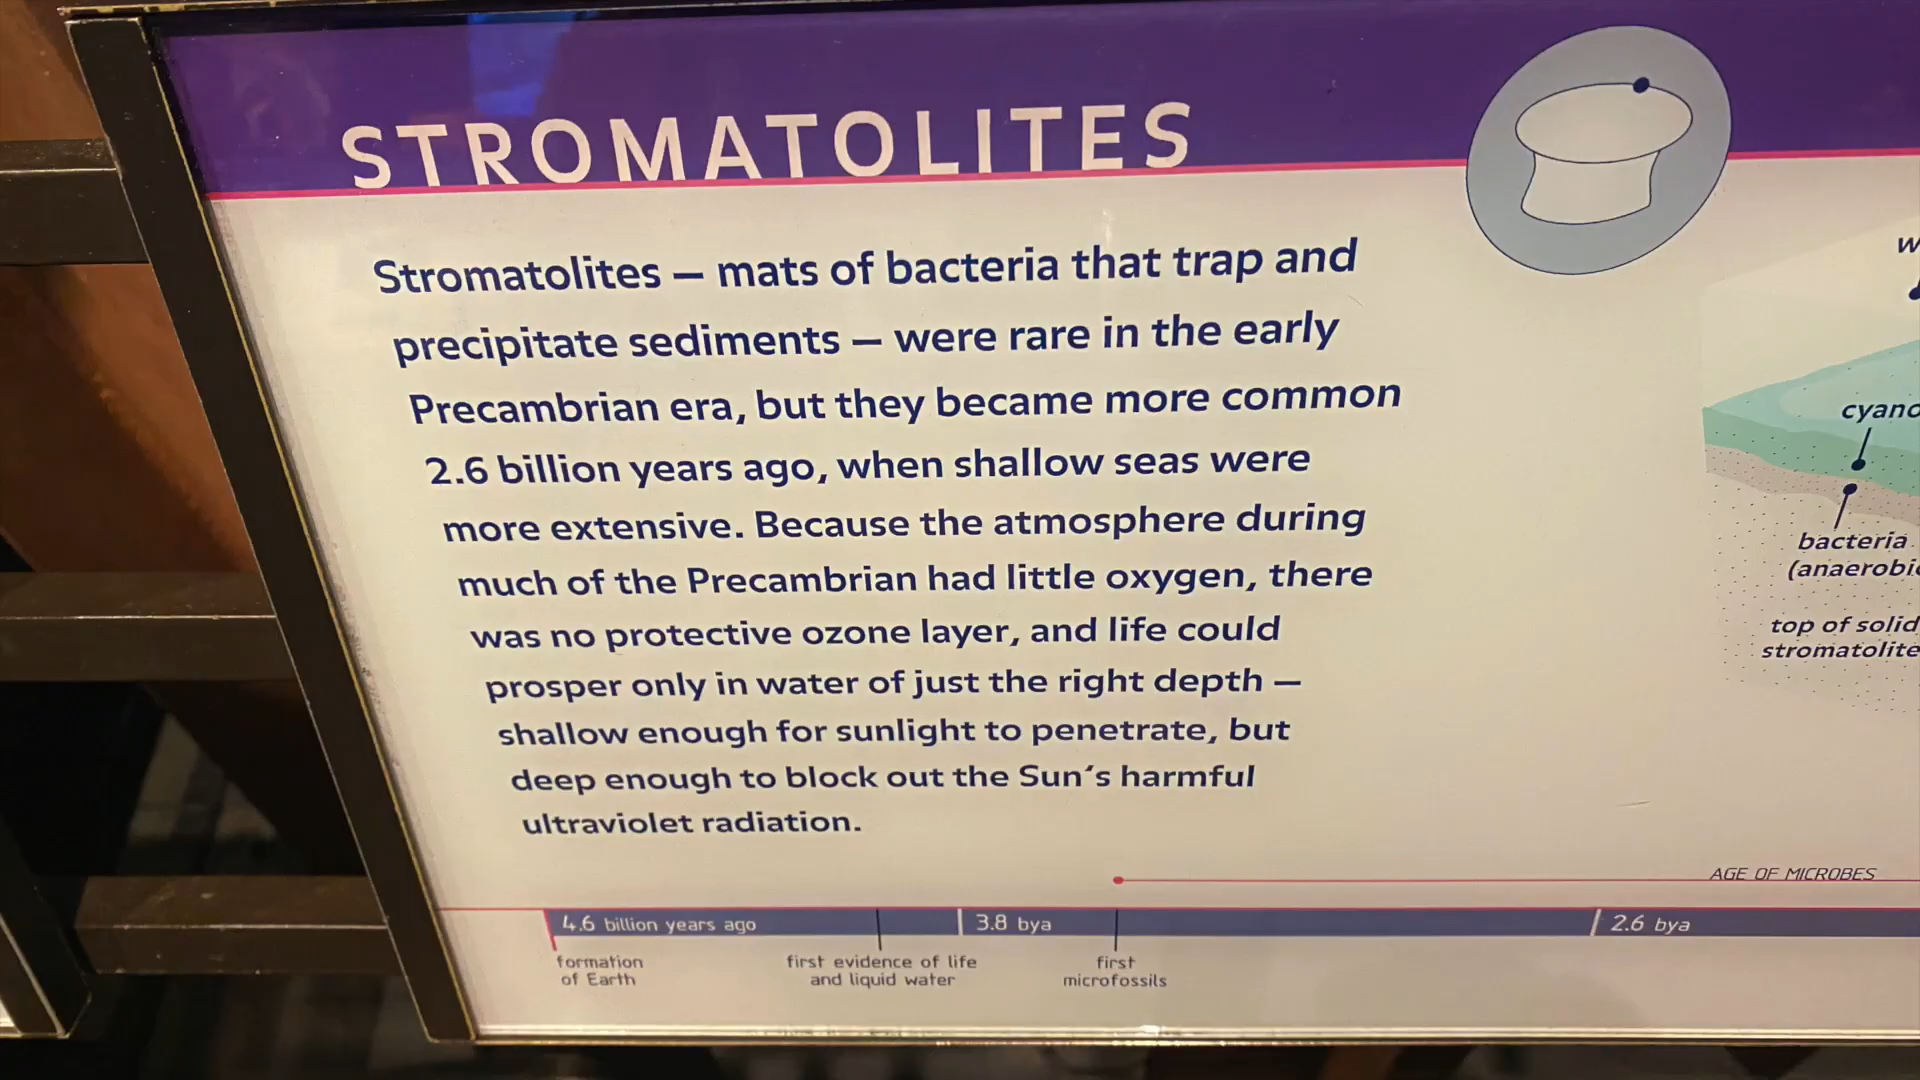 STROMATOLITES
Stromatolites — mats of bacteria that trap and
precipitate sediments — were rare in the early
Precambrian era, but they became more common
2.6 billion years ago, when shallow seas were
more extensive. Because the atmosphere during
much of the Precambrian had little oxygen, there
was no protective ozone layer, and life could
prosper only in water of just the right depth —
shallow enough for sunlight to penetrate, but
deep enough to block out the Sun's harmful
ultraviolet radiation.
bacteria
top of solid
stromatolite
AGE OF MICROBES
4.6 billion years ago
3.8 bya
2.6 bya
formation
of Earth
first evidence of life
and liquid water
first
microfossils